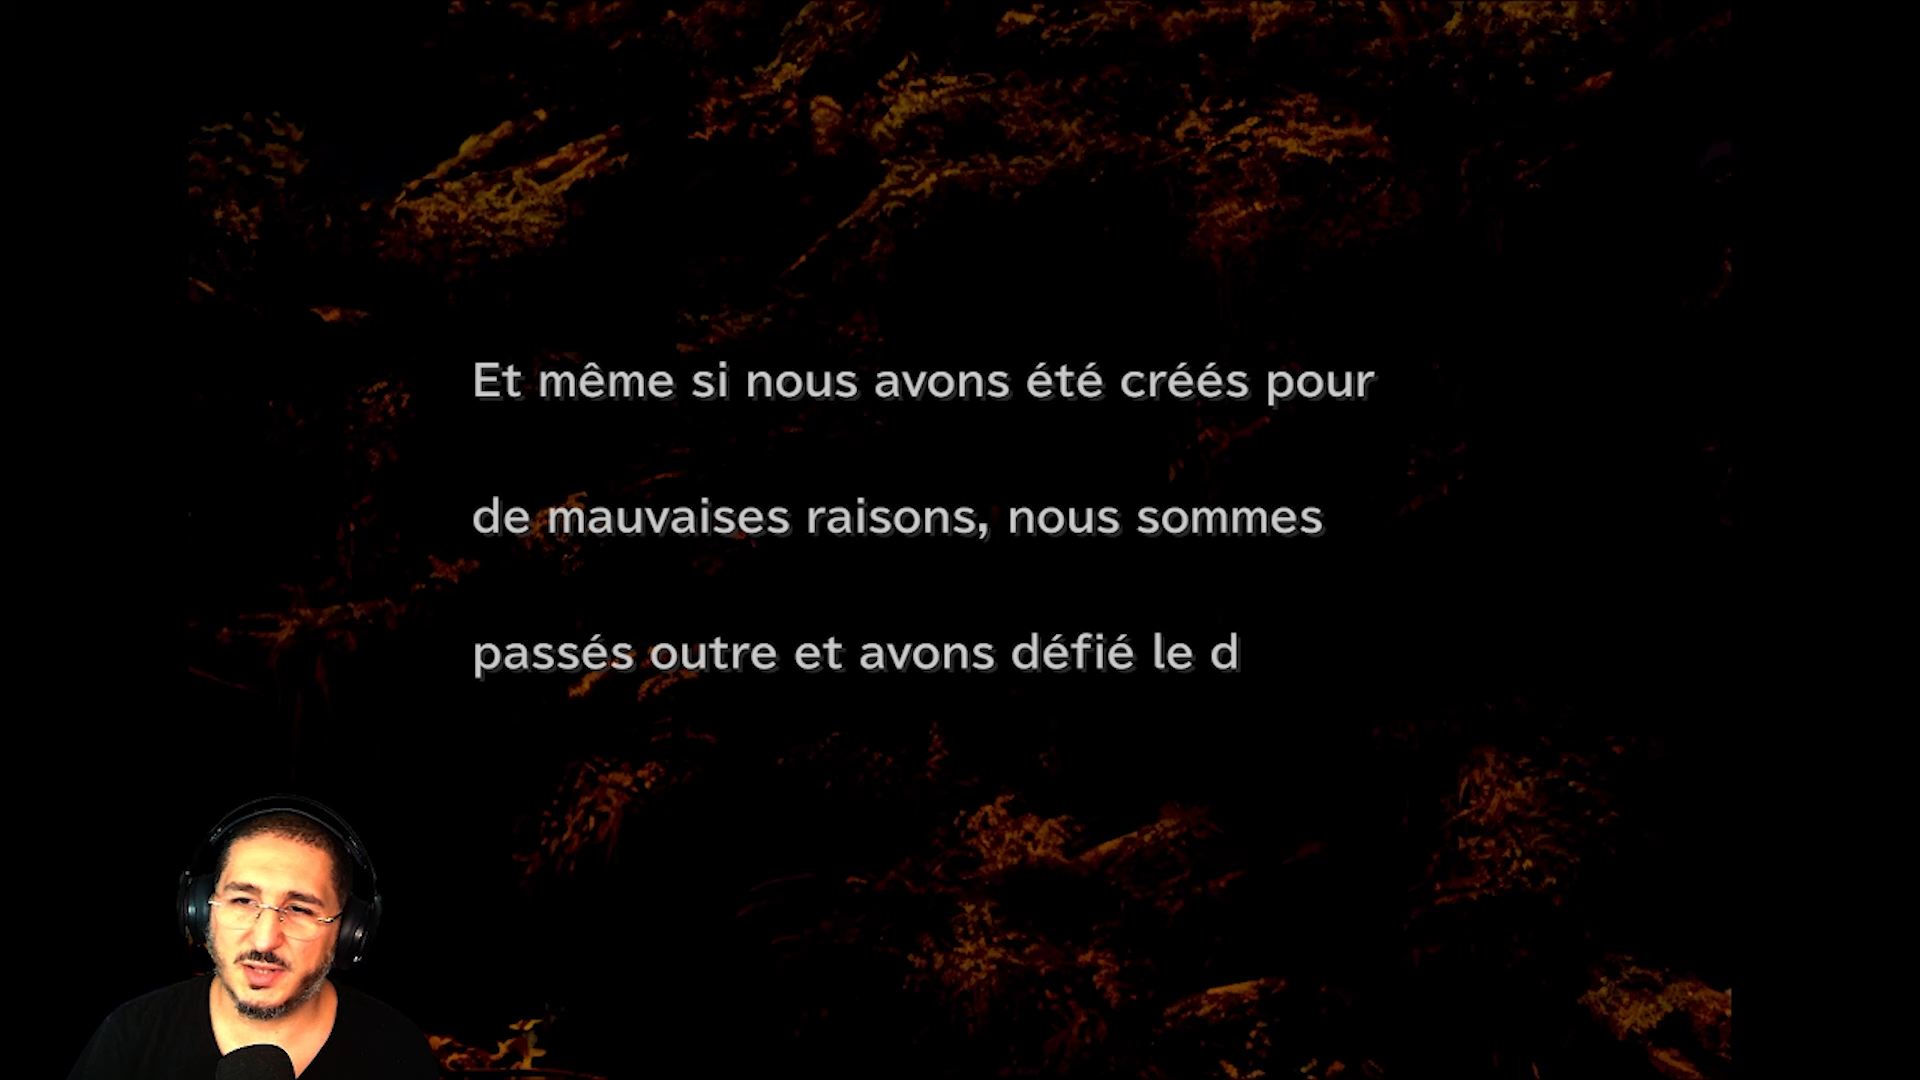 Et même si nous avons été créés pour
de mauvaises raisons, nous sommes
passés outre et avons défié le d